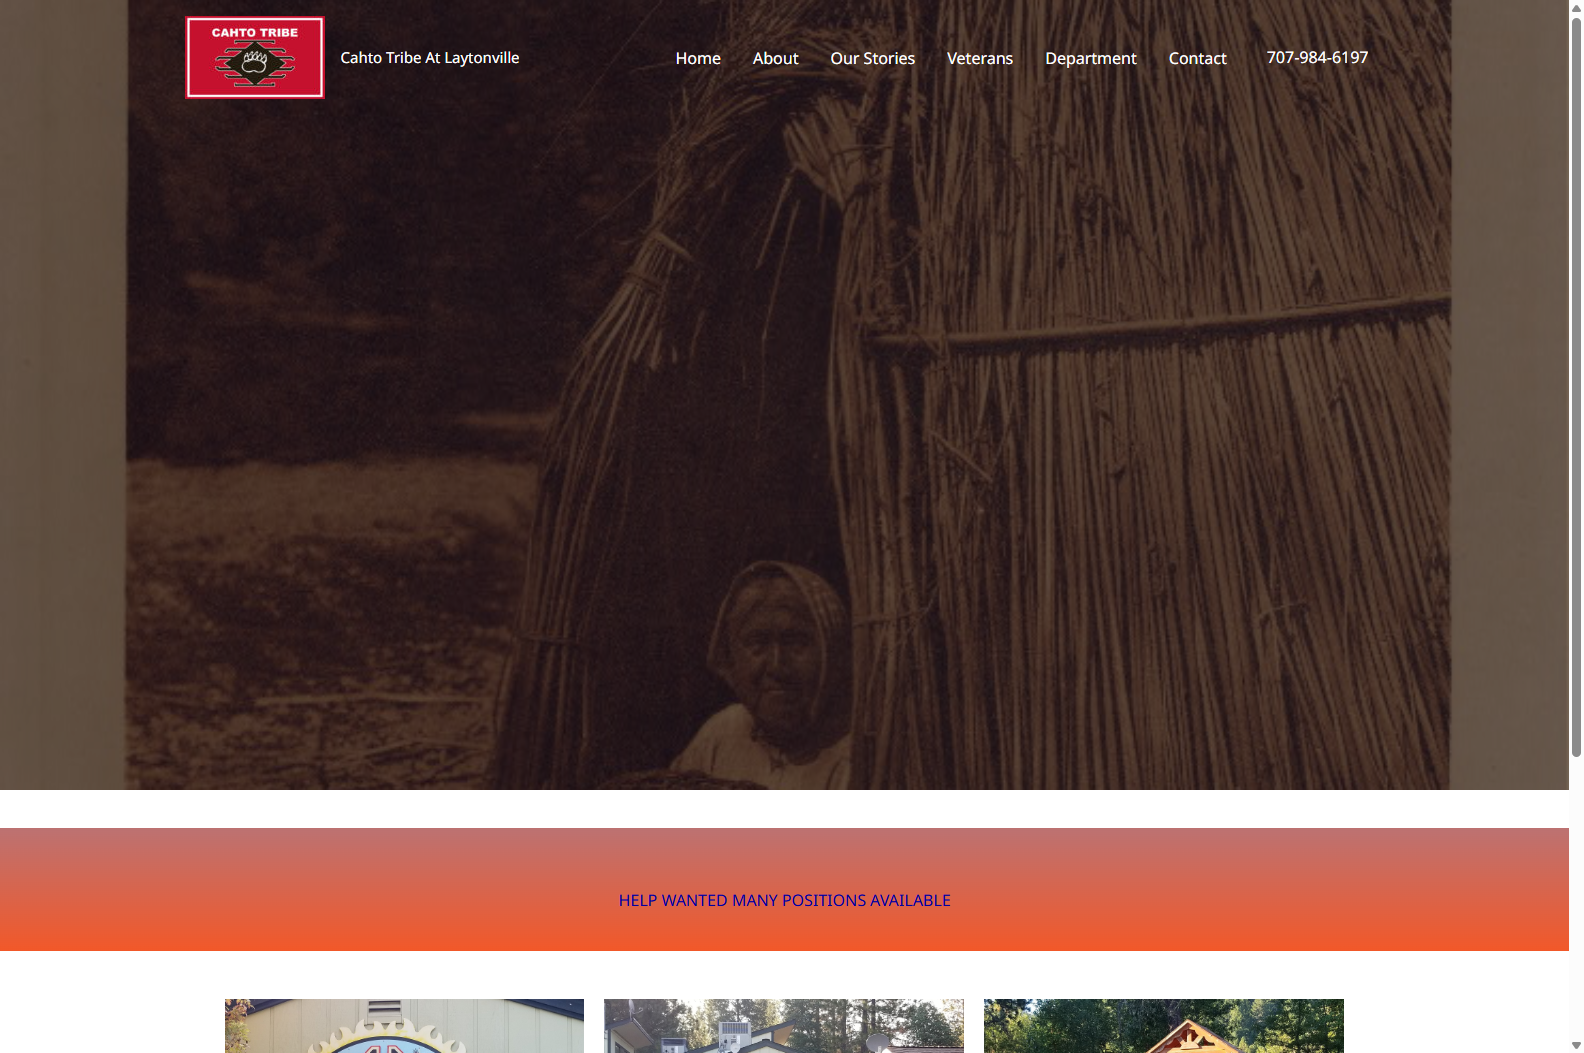 CAHTO TRIBE
Cahto Tribe At Laytonville
Home
About
Our Stories
Veterans
Department
Contact
707-984-6197
HELP WANTED MANY POSITIONS AVAILABLE